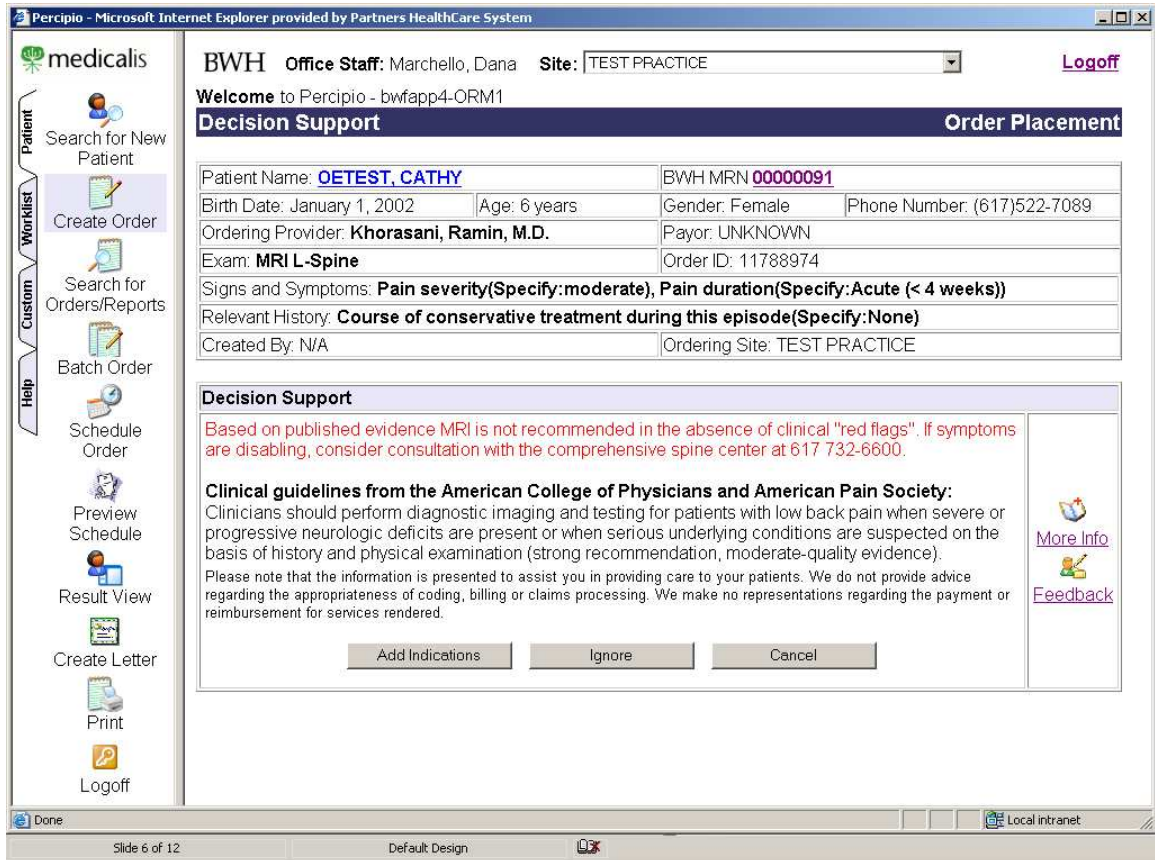 Percipio - Microsoft Internet Explorer provided by Partners HealthCare System
medicalis
Patient
Worklist
Custom
Help
Search for New
Patient
Create Order
Search for
Orders/Reports
Batch Order
Schedule
Order
Preview
Schedule
Result View
Create Letter
Print
Logoff
BWH Office Staff: Marchello, Dana Site: TEST PRACTICE Logoff
Welcome to Percipio - bwfapp4-ORM1
Decision Support Order Placement
Patient Name: OETEST, CATHY BWH MRN 00000091
Birth Date: January 1, 2002 Age: 6 years Gender: Female Phone Number: (617)522-7089
Ordering Provider: Khorasani, Ramin, M.D. Payor: UNKNOWN
Exam: MRI L-Spine Order ID: 11788974
Signs and Symptoms: Pain severity(Specify:moderate), Pain duration(Specify:Acute (< 4 weeks))
Relevant History: Course of conservative treatment during this episode(Specify:None)
Created By: N/A Ordering Site: TEST PRACTICE
Decision Support
Based on published evidence MRI is not recommended in the absence of clinical "red flags". If symptoms
are disabling, consider consultation with the comprehensive spine center at 617 732-6600.
Clinical guidelines from the American College of Physicians and American Pain Society:
Clinicians should perform diagnostic imaging and testing for patients with low back pain when severe or
progressive neurologic deficits are present or when serious underlying conditions are suspected on the
basis of history and physical examination (strong recommendation, moderate-quality evidence).
Please note that the information is presented to assist you in providing care to your patients. We do not provide advice
regarding the appropriateness of coding, billing or claims processing. We make no representations regarding the payment or
reimbursement for services rendered.
More Info
Feedback
Add Indications Ignore Cancel
Done Local intranet
Slide 6 of 12 Default Design